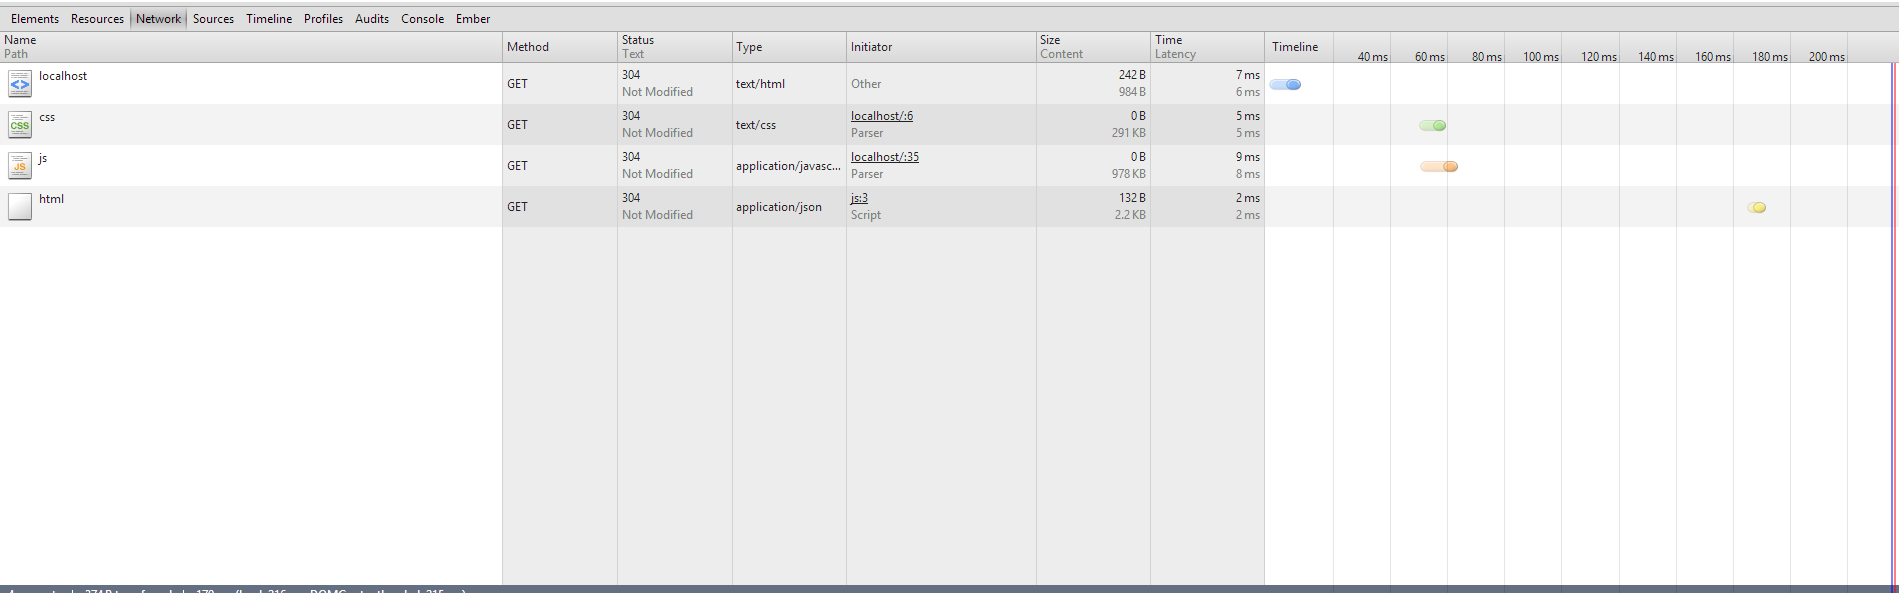 Elements Resources Network Sources Timeline Profiles Audits Console Ember
Name Method Status Type Initiator Size Time Timeline 40 ms 60 ms 80 ms 100 ms 120 ms 140 ms 160 ms 180 ms 200 ms
Path Text Content Latency
localhost GET 304 text/html Other 242 B 7 ms
Not Modified 984 B 6 ms
css GET 304 text/css localhost/:6 0 B 5 ms
CSS Not Modified Parser 291 KB 5 ms
js GET 304 application/javasc... localhost/:35 0 B 9 ms
JS Not Modified Parser 978 KB 8 ms
html GET 304 application/json js:3 132 B 2 ms
Not Modified Script 2.2 KB 2 ms